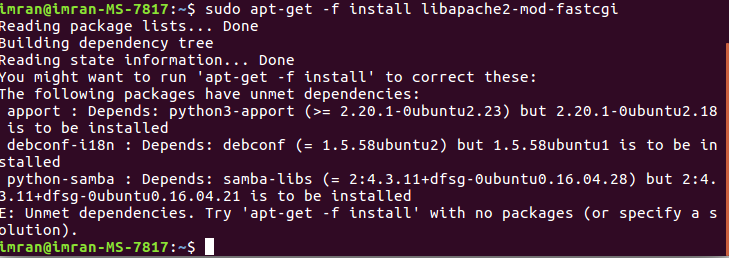 imran@imran-MS-7817:~$ sudo apt-get -f install libapache2-mod-fastcgi
Reading package lists... Done
Building dependency tree
Reading state information... Done
You might want to run 'apt-get -f install' to correct these:
The following packages have unmet dependencies:
 apport : Depends: python3-apport (>= 2.20.1-0ubuntu2.23) but 2.20.1-0ubuntu2.18
 is to be installed
 debconf-i18n : Depends: debconf (= 1.5.58ubuntu2) but 1.5.58ubuntu1 is to be in
stalled
 python-samba : Depends: samba-libs (= 2:4.3.11+dfsg-0ubuntu0.16.04.28) but 2:4.
3.11+dfsg-0ubuntu0.16.04.21 is to be installed
E: Unmet dependencies. Try 'apt-get -f install' with no packages (or specify a s
olution).
imran@imran-MS-7817:~$